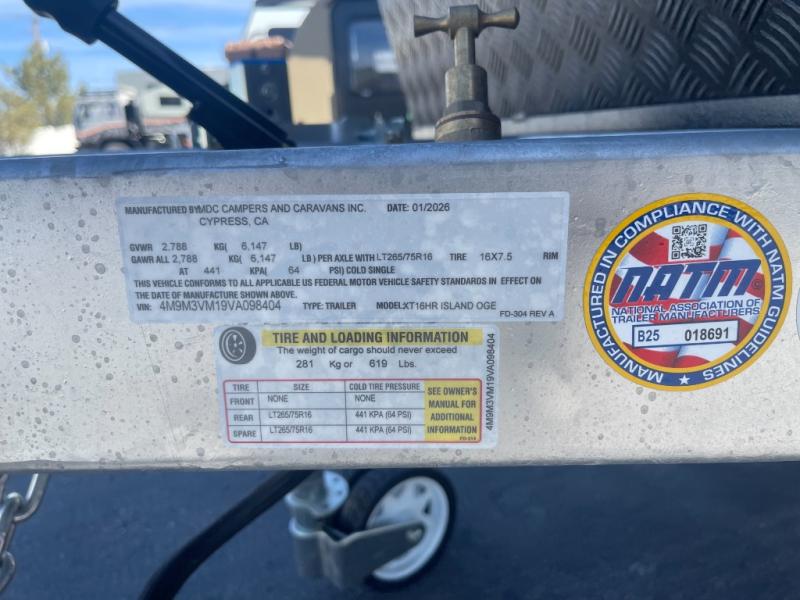 MANUFACTURED BY:MDC CAMPERS AND CARAVANS INC. DATE: 01/2026
CYPRESS, CA
GVWR 2,788 KG( 6,147 LB)
GAWR ALL 2,788 KG( 6,147 LB ) PER AXLE WITH LT265/75R16 TIRE 16X7.5 RIM
AT 441 KPA( 64 PSI) COLD SINGLE
THIS VEHICLE CONFORMS TO ALL APPLICABLE US FEDERAL MOTOR VEHICLE SAFETY STANDARDS IN EFFECT ON
THE DATE OF MANUFACTURE SHOWN ABOVE.
VIN: 4M9M3VM19VA098404 TYPE: TRAILER MODEL:XT16HR ISLAND OGE
FD-304 REV A
TIRE AND LOADING INFORMATION
The weight of cargo should never exceed
281 Kg or 619 Lbs.
TIRE SIZE COLD TIRE PRESSURE
FRONT NONE NONE
REAR LT265/75R16 441 KPA (64 PSI)
SPARE LT265/75R16 441 KPA (64 PSI)
SEE OWNER'S
MANUAL FOR
ADDITIONAL
INFORMATION
4M9M3VM19VA098404
MANUFACTURED IN COMPLIANCE WITH NATM GUIDELINES
NATM
NATIONAL ASSOCIATION OF
TRAILER MANUFACTURERS
B25 018691